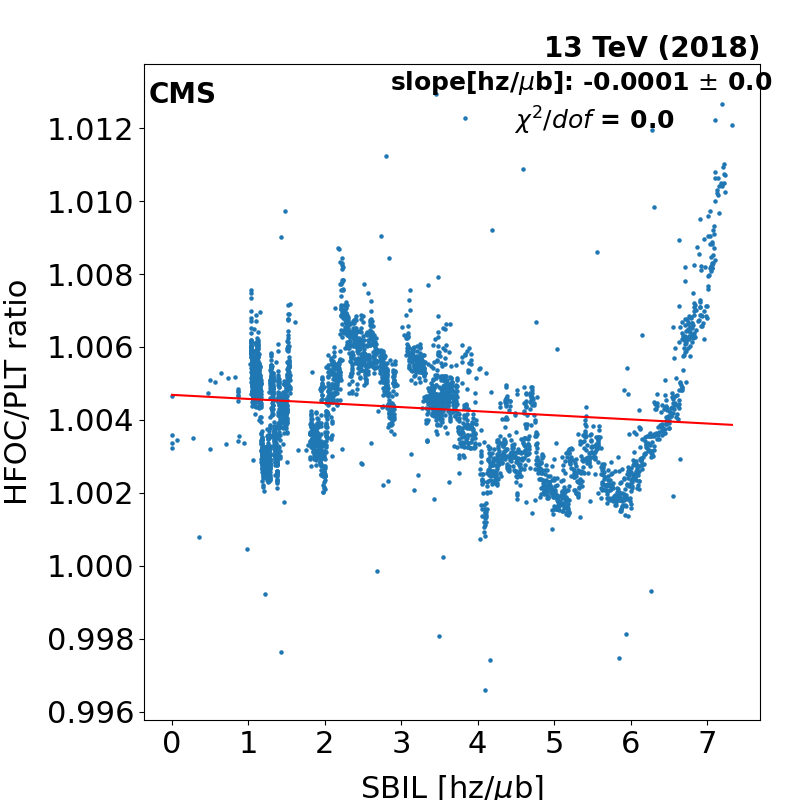 13 TeV (2018)
CMS
slope[hz/μb]: -0.0001 ± 0.0
χ²/dof = 0.0
HFOC/PLT ratio
1.012
1.010
1.008
1.006
1.004
1.002
1.000
0.998
0.996
0 1 2 3 4 5 6 7
SBIL [hz/μb]